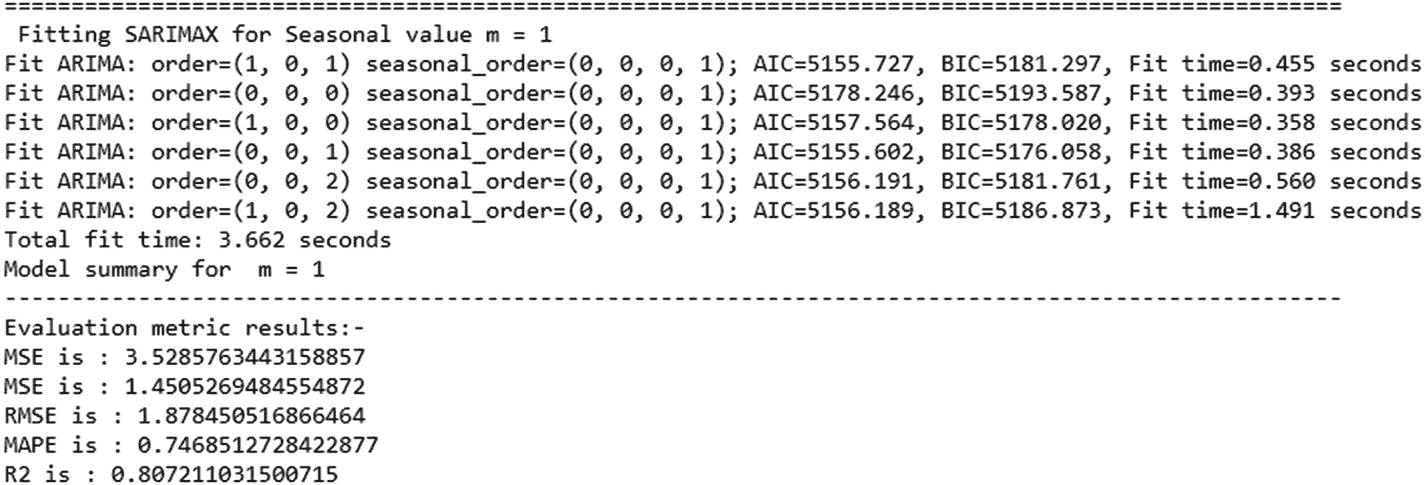 ====================================================================================================
Fitting SARIMAX for Seasonal value m = 1
Fit ARIMA: order=(1, 0, 1) seasonal_order=(0, 0, 0, 1); AIC=5155.727, BIC=5181.297, Fit time=0.455 seconds
Fit ARIMA: order=(0, 0, 0) seasonal_order=(0, 0, 0, 1); AIC=5178.246, BIC=5193.587, Fit time=0.393 seconds
Fit ARIMA: order=(1, 0, 0) seasonal_order=(0, 0, 0, 1); AIC=5157.564, BIC=5178.020, Fit time=0.358 seconds
Fit ARIMA: order=(0, 0, 1) seasonal_order=(0, 0, 0, 1); AIC=5155.602, BIC=5176.058, Fit time=0.386 seconds
Fit ARIMA: order=(0, 0, 2) seasonal_order=(0, 0, 0, 1); AIC=5156.191, BIC=5181.761, Fit time=0.560 seconds
Fit ARIMA: order=(1, 0, 2) seasonal_order=(0, 0, 0, 1); AIC=5156.189, BIC=5186.873, Fit time=1.491 seconds
Total fit time: 3.662 seconds
Model summary for  m = 1
----------------------------------------------------------------------------------------------------
Evaluation metric results:-
MSE is : 3.5285763443158857
MSE is : 1.4505269484554872
RMSE is : 1.878450516866464
MAPE is : 0.7468512728422877
R2 is : 0.807211031500715